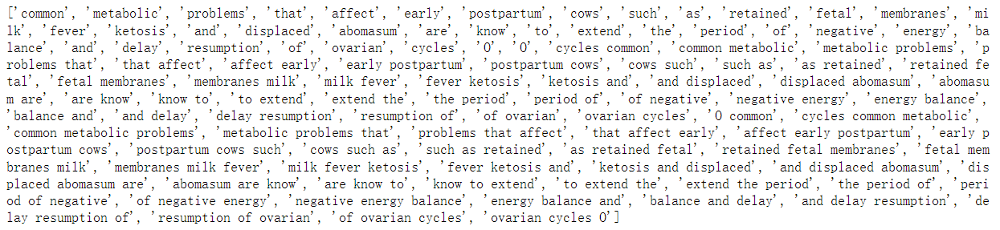 ['common', 'metabolic', 'problems', 'that', 'affect', 'early', 'postpartum', 'cows', 'such', 'as', 'retained', 'fetal', 'membranes', 'mi
lk', 'fever', 'ketosis', 'and', 'displaced', 'abomasum', 'are', 'know', 'to', 'extend', 'the', 'period', 'of', 'negative', 'energy', 'ba
lance', 'and', 'delay', 'resumption', 'of', 'ovarian', 'cycles', '0', '0', 'cycles common', 'common metabolic', 'metabolic problems', 'p
roblems that', 'that affect', 'affect early', 'early postpartum', 'postpartum cows', 'cows such', 'such as', 'as retained', 'retained fe
tal', 'fetal membranes', 'membranes milk', 'milk fever', 'fever ketosis', 'ketosis and', 'and displaced', 'displaced abomasum', 'abomasu
m are', 'are know', 'know to', 'to extend', 'extend the', 'the period', 'period of', 'of negative', 'negative energy', 'energy balance',
'balance and', 'and delay', 'delay resumption', 'resumption of', 'of ovarian', 'ovarian cycles', '0 common', 'cycles common metabolic',
'common metabolic problems', 'metabolic problems that', 'problems that affect', 'that affect early', 'affect early postpartum', 'early p
ostpartum cows', 'postpartum cows such', 'cows such as', 'such as retained', 'as retained fetal', 'retained fetal membranes', 'fetal mem
branes milk', 'membranes milk fever', 'milk fever ketosis', 'fever ketosis and', 'ketosis and displaced', 'and displaced abomasum', 'dis
placed abomasum are', 'abomasum are know', 'are know to', 'know to extend', 'to extend the', 'extend the period', 'the period of', 'peri
od of negative', 'of negative energy', 'negative energy balance', 'energy balance and', 'balance and delay', 'and delay resumption', 'de
lay resumption of', 'resumption of ovarian', 'of ovarian cycles', 'ovarian cycles 0']